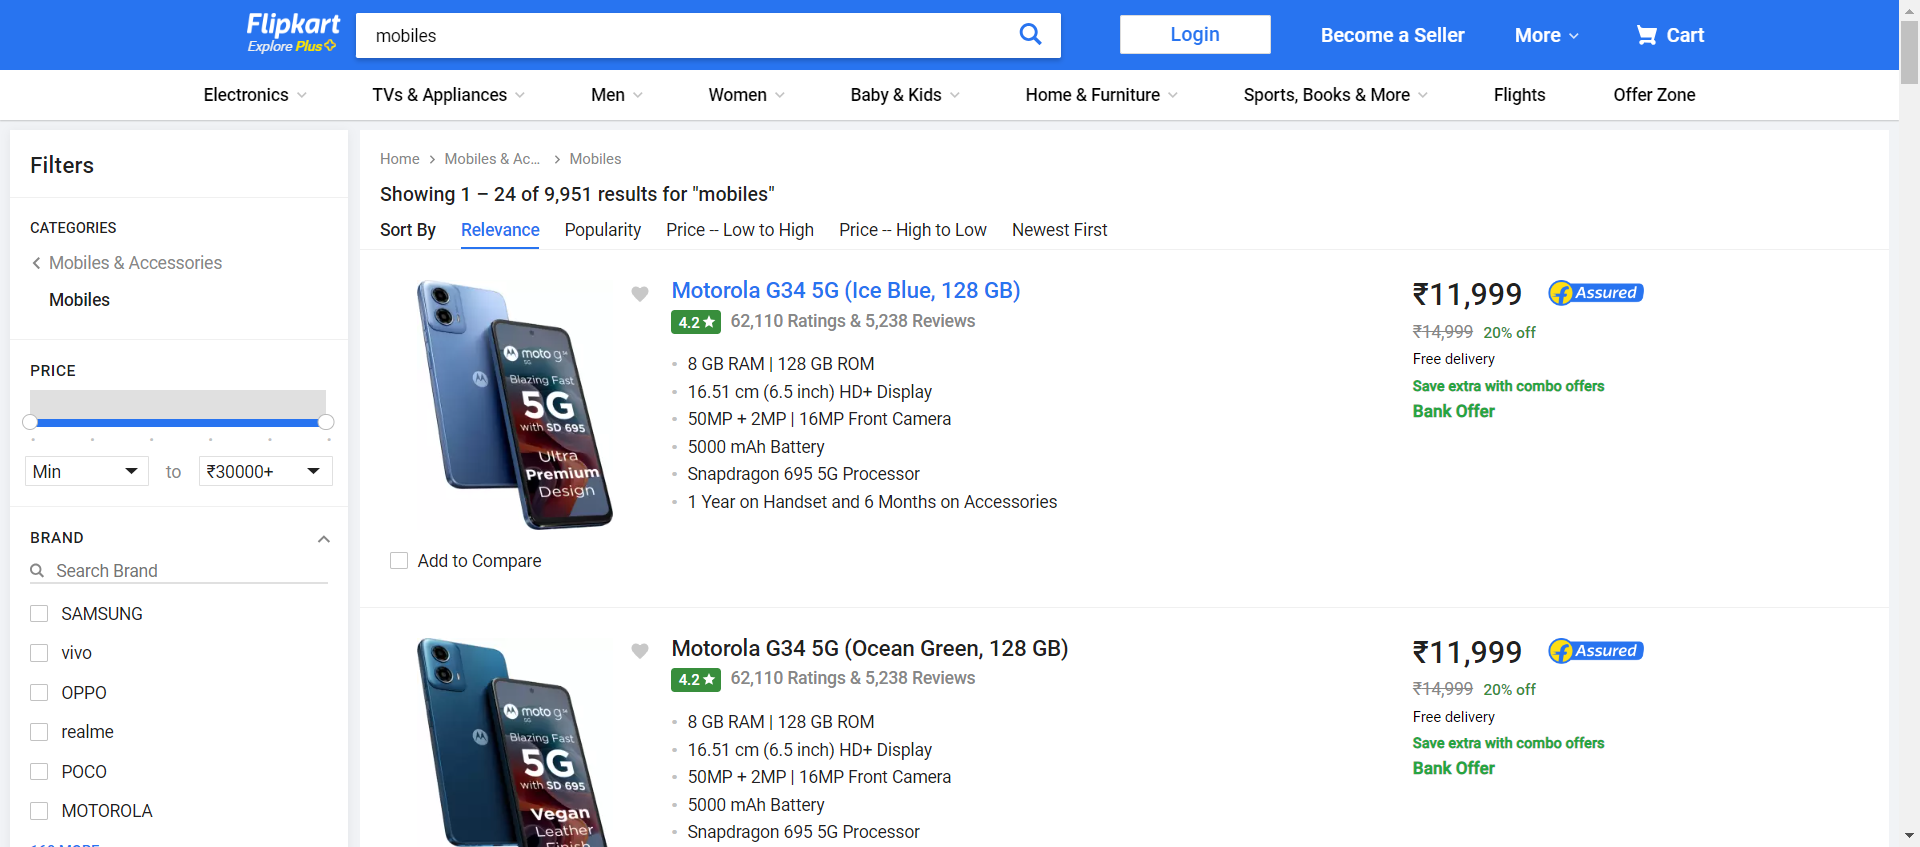 Flipkart
Explore Plus
mobiles
Login
Become a Seller
More
Cart
Electronics
TVs & Appliances
Men
Women
Baby & Kids
Home & Furniture
Sports, Books & More
Flights
Offer Zone
Filters
CATEGORIES
Mobiles & Accessories
Mobiles
PRICE
Min
to
₹30000+
BRAND
Search Brand
SAMSUNG
vivo
OPPO
realme
POCO
MOTOROLA
Home
Mobiles & Ac...
Mobiles
Showing 1 – 24 of 9,951 results for "mobiles"
Sort By
Relevance
Popularity
Price -- Low to High
Price -- High to Low
Newest First
moto g34
5G
Blazing Fast
5G
with SD 695
Ultra
Premium
Design
Add to Compare
Motorola G34 5G (Ice Blue, 128 GB)
4.2★ 62,110 Ratings & 5,238 Reviews
8 GB RAM | 128 GB ROM
16.51 cm (6.5 inch) HD+ Display
50MP + 2MP | 16MP Front Camera
5000 mAh Battery
Snapdragon 695 5G Processor
1 Year on Handset and 6 Months on Accessories
₹11,999
Assured
₹14,999 20% off
Free delivery
Save extra with combo offers
Bank Offer
moto g34
5G
Blazing Fast
5G
with SD 695
Vegan
Leather
Motorola G34 5G (Ocean Green, 128 GB)
4.2★ 62,110 Ratings & 5,238 Reviews
8 GB RAM | 128 GB ROM
16.51 cm (6.5 inch) HD+ Display
50MP + 2MP | 16MP Front Camera
5000 mAh Battery
Snapdragon 695 5G Processor
₹11,999
Assured
₹14,999 20% off
Free delivery
Save extra with combo offers
Bank Offer